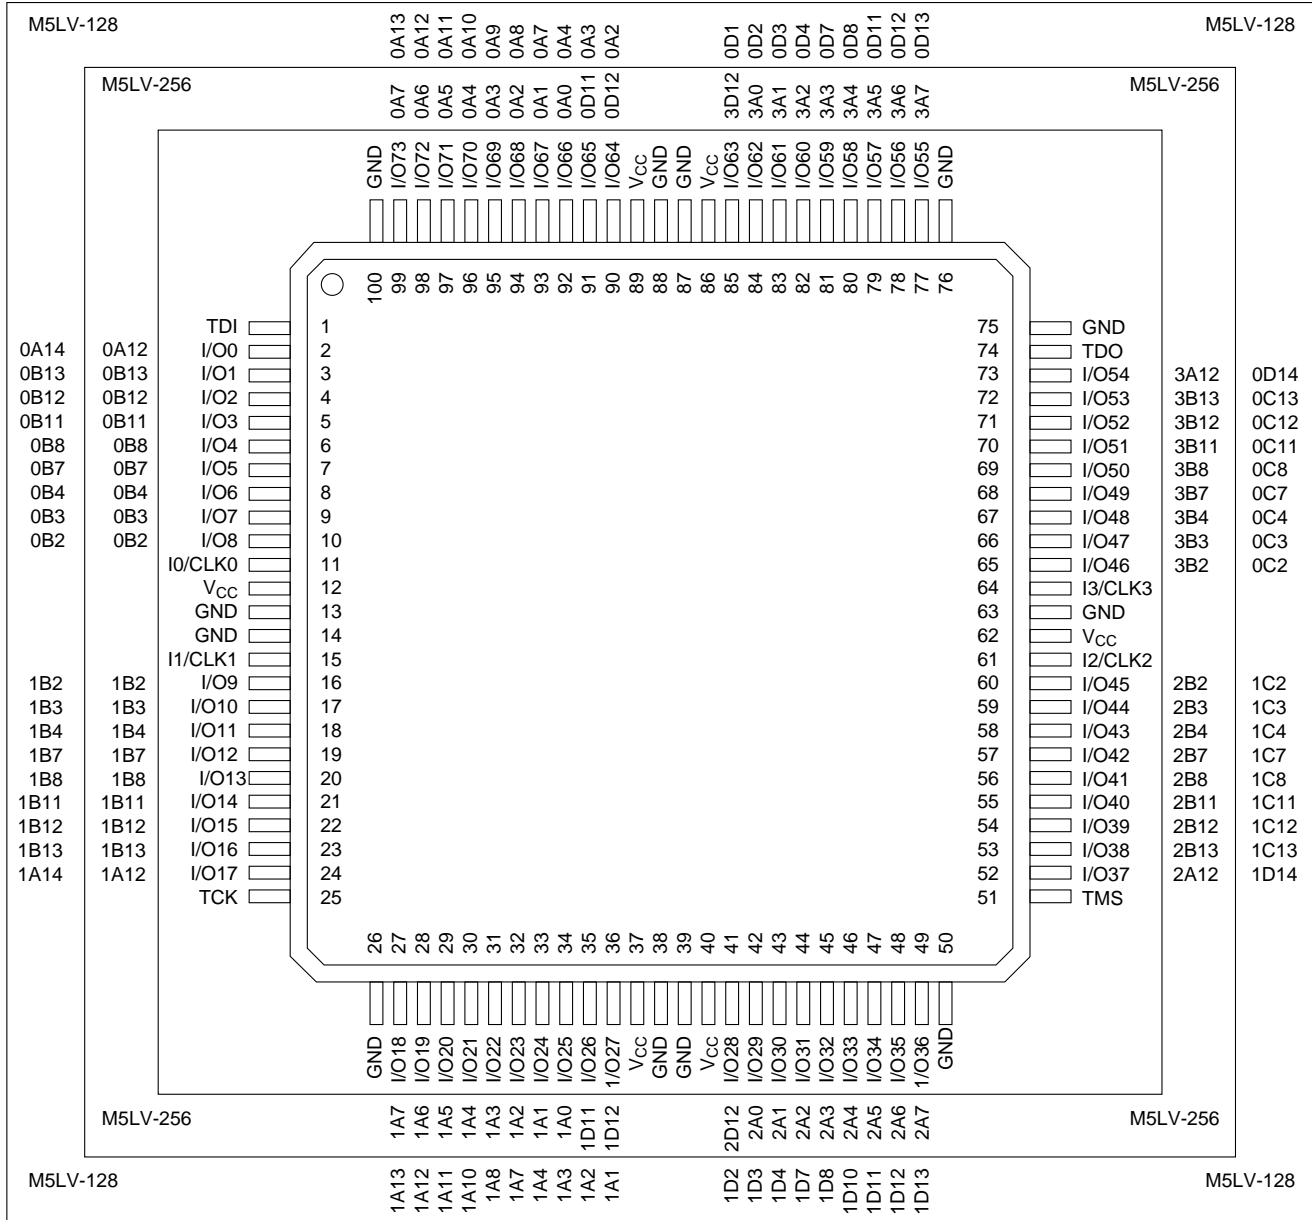 M5LV-128 0A13 0A12 0A11 0A10 0A9 0A8 0A7 0A4 0A3 0A2 0D1 0D2 0D3 0D4 0D7 0D8 0D11 0D12 0D13 M5LV-128
M5LV-256 0A7 0A6 0A5 0A4 0A3 0A2 0A1 0A0 0D11 0D12 3D12 3A0 3A1 3A2 3A3 3A4 3A5 3A6 3A7 M5LV-256
GND I/O73 I/O72 I/O71 I/O70 I/O69 I/O68 I/O67 I/O66 I/O65 I/O64 VCC GND GND VCC I/O63 I/O62 I/O61 I/O60 I/O59 I/O58 I/O57 I/O56 I/O55 GND
100 99 98 97 96 95 94 93 92 91 90 89 88 87 86 85 84 83 82 81 80 79 78 77 76
TDI 1 75 GND
0A14 0A12 I/O0 2 74 TDO
0B13 0B13 I/O1 3 73 I/O54 3A12 0D14
0B12 0B12 I/O2 4 72 I/O53 3B13 0C13
0B11 0B11 I/O3 5 71 I/O52 3B12 0C12
0B8 0B8 I/O4 6 70 I/O51 3B11 0C11
0B7 0B7 I/O5 7 69 I/O50 3B8 0C8
0B4 0B4 I/O6 8 68 I/O49 3B7 0C7
0B3 0B3 I/O7 9 67 I/O48 3B4 0C4
0B2 0B2 I/O8 10 66 I/O47 3B3 0C3
I0/CLK0 11 65 I/O46 3B2 0C2
VCC 12 64 I3/CLK3
GND 13 63 GND
GND 14 62 VCC
I1/CLK1 15 61 I2/CLK2
1B2 1B2 I/O9 16 60 I/O45 2B2 1C2
1B3 1B3 I/O10 17 59 I/O44 2B3 1C3
1B4 1B4 I/O11 18 58 I/O43 2B4 1C4
1B7 1B7 I/O12 19 57 I/O42 2B7 1C7
1B8 1B8 I/O13 20 56 I/O41 2B8 1C8
1B11 1B11 I/O14 21 55 I/O40 2B11 1C11
1B12 1B12 I/O15 22 54 I/O39 2B12 1C12
1B13 1B13 I/O16 23 53 I/O38 2B13 1C13
1A14 1A12 I/O17 24 52 I/O37 2A12 1D14
TCK 25 51 TMS
26 27 28 29 30 31 32 33 34 35 36 37 38 39 40 41 42 43 44 45 46 47 48 49 50
GND I/O18 I/O19 I/O20 I/O21 I/O22 I/O23 I/O24 I/O25 I/O26 1/O27 VCC GND GND VCC I/O28 I/O29 I/O30 I/O31 I/O32 I/O33 I/O34 I/O35 1/O36 GND
M5LV-256 1A7 1A6 1A5 1A4 1A3 1A2 1A1 1A0 1D11 1D12 2D12 2A0 2A1 2A2 2A3 2A4 2A5 2A6 2A7 M5LV-256
M5LV-128 1A13 1A12 1A11 1A10 1A8 1A7 1A4 1A3 1A2 1A1 1D2 1D3 1D4 1D7 1D8 1D10 1D11 1D12 1D13 M5LV-128